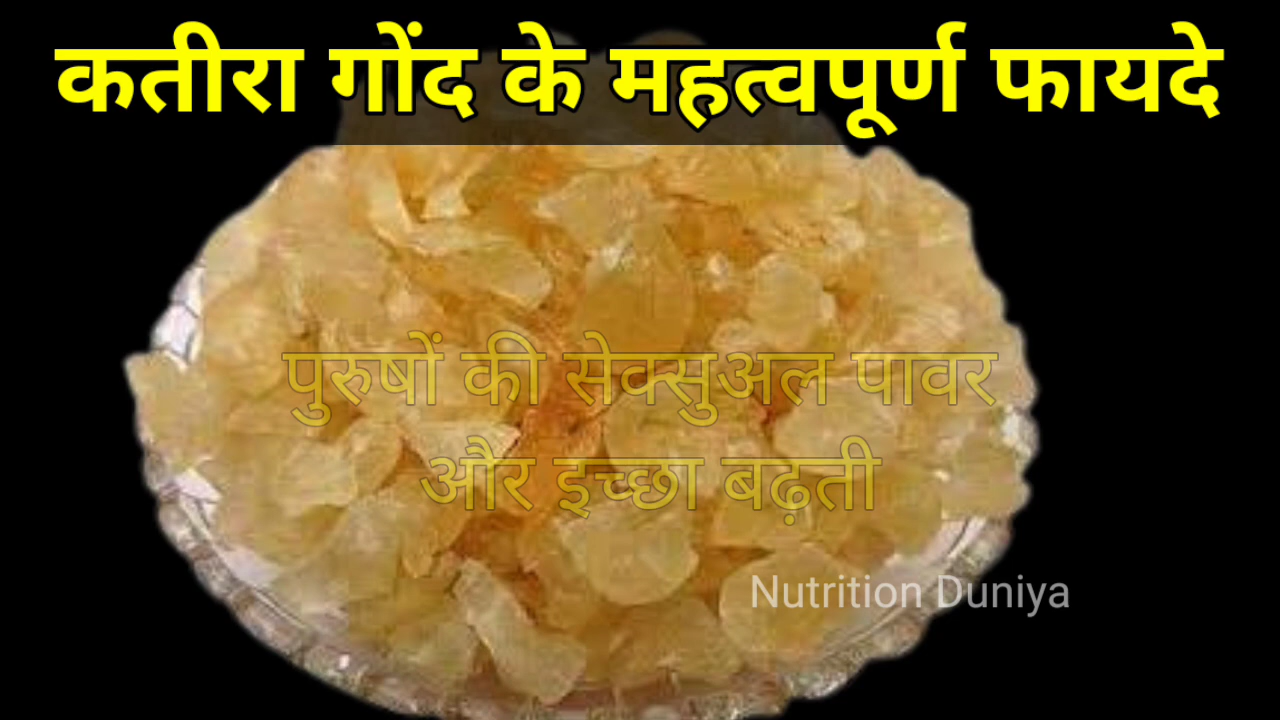 कतीरा गोंद के महत्वपूर्ण फायदे
पुरुषों की सेक्सुअल पावर
और इच्छा बढ़ती
Nutrition Duniya